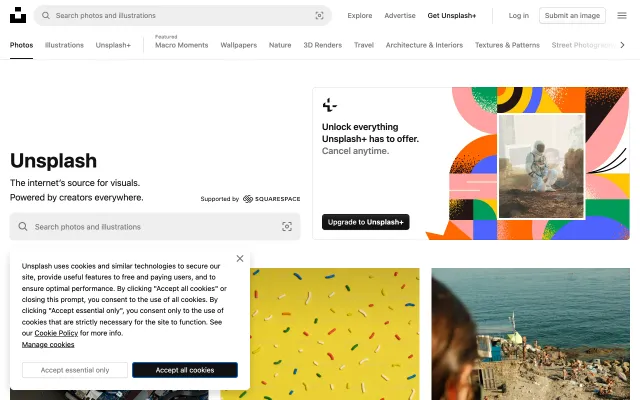 Search photos and illustrations
Explore
Advertise
Get Unsplash+
Log in
Submit an image
Photos
Illustrations
Unsplash+
Featured
Macro Moments
Wallpapers
Nature
3D Renders
Travel
Architecture & Interiors
Textures & Patterns
Street Photography
Unsplash
The internet's source for visuals.
Powered by creators everywhere.
Supported by SQUARESPACE
Search photos and illustrations
Unlock everything
Unsplash+ has to offer.
Cancel anytime.
Upgrade to Unsplash+
Unsplash uses cookies and similar technologies to secure our
site, provide useful features to free and paying users, and to
ensure optimal performance. By clicking "Accept all cookies" or
closing this prompt, you consent to the use of all cookies. By
clicking "Accept essential only", you consent only to the use of
cookies that are strictly necessary for the site to function. See
our Cookie Policy for more info.
Manage cookies
Accept essential only
Accept all cookies